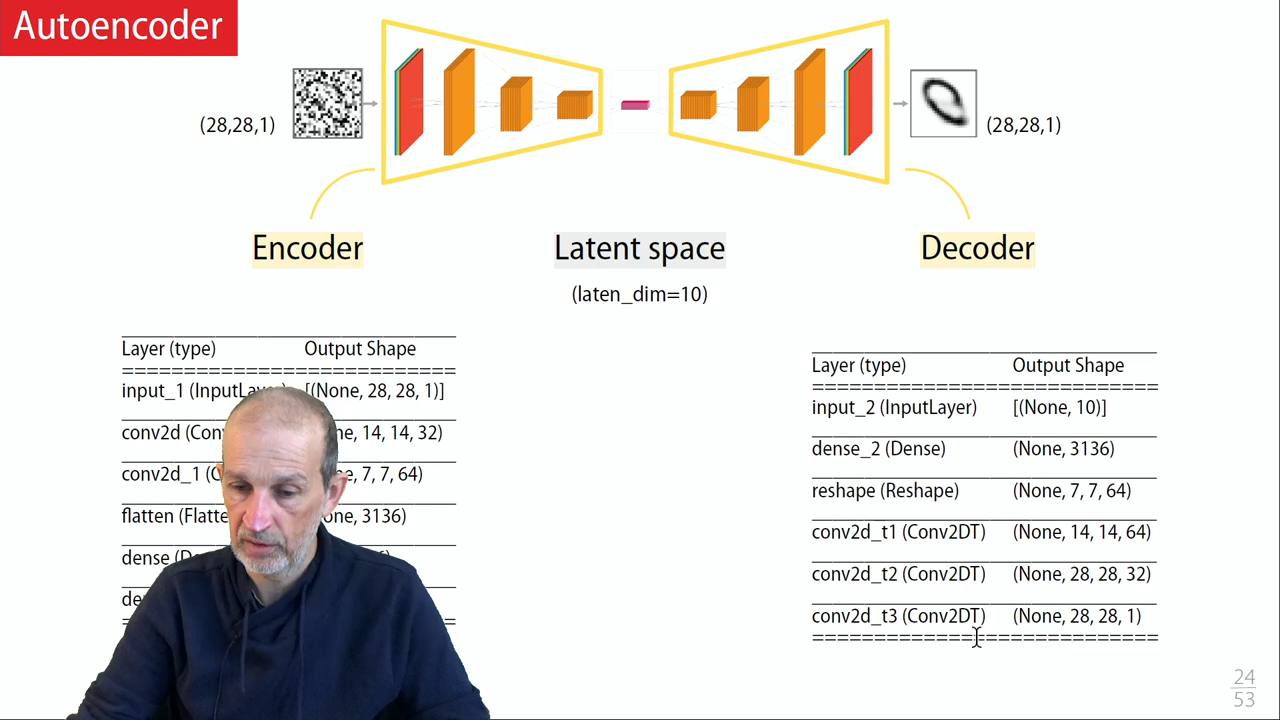 Autoencoder
(28,28,1)
(28,28,1)
Encoder
Latent space
Decoder
(laten_dim=10)
Layer (type) Output Shape
===========================
input_1 [(None, 28, 28, 1)]
conv2d 14, 14, 32)
conv2d_1 7, 7, 64)
flatten 3136)
dense
Layer (type) Output Shape
============================
input_2 (InputLayer) [(None, 10)]
dense_2 (Dense) (None, 3136)
reshape (Reshape) (None, 7, 7, 64)
conv2d_t1 (Conv2DT) (None, 14, 14, 64)
conv2d_t2 (Conv2DT) (None, 28, 28, 32)
conv2d_t3 (Conv2DT) (None, 28, 28, 1)
============================
24
53